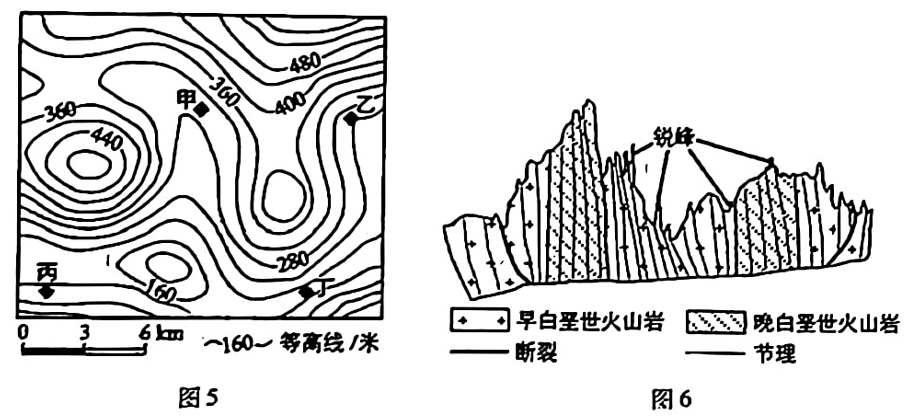 480
360
400
甲
乙
360
440
280
丙
160
丁
0 3 6 km
~160~ 等高线/米
图5
锐峰
早白垩世火山岩 晚白垩世火山岩
断裂 节理
图6